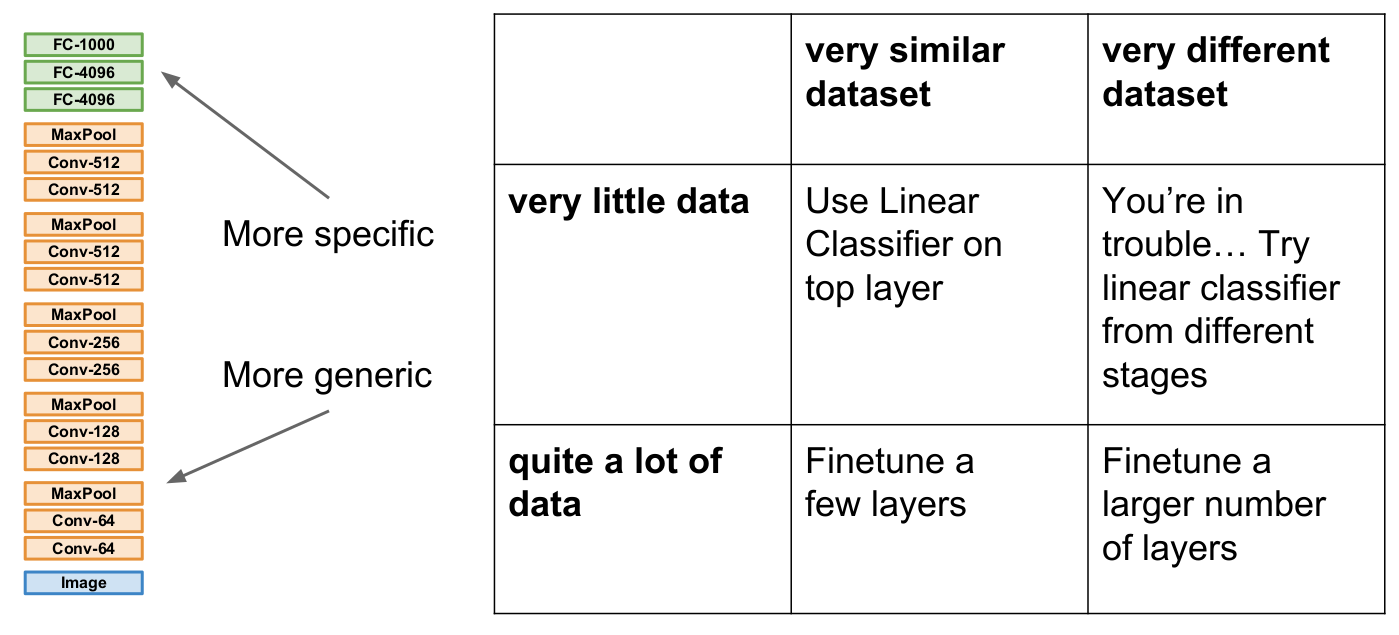 FC-1000
FC-4096
FC-4096
MaxPool
Conv-512
Conv-512
MaxPool
Conv-512
Conv-512
MaxPool
Conv-256
Conv-256
MaxPool
Conv-128
Conv-128
MaxPool
Conv-64
Conv-64
Image
More specific
More generic
very similar
dataset
very different
dataset
very little data
Use Linear
Classifier on
top layer
You’re in
trouble… Try
linear classifier
from different
stages
quite a lot of
data
Finetune a
few layers
Finetune a
larger number
of layers